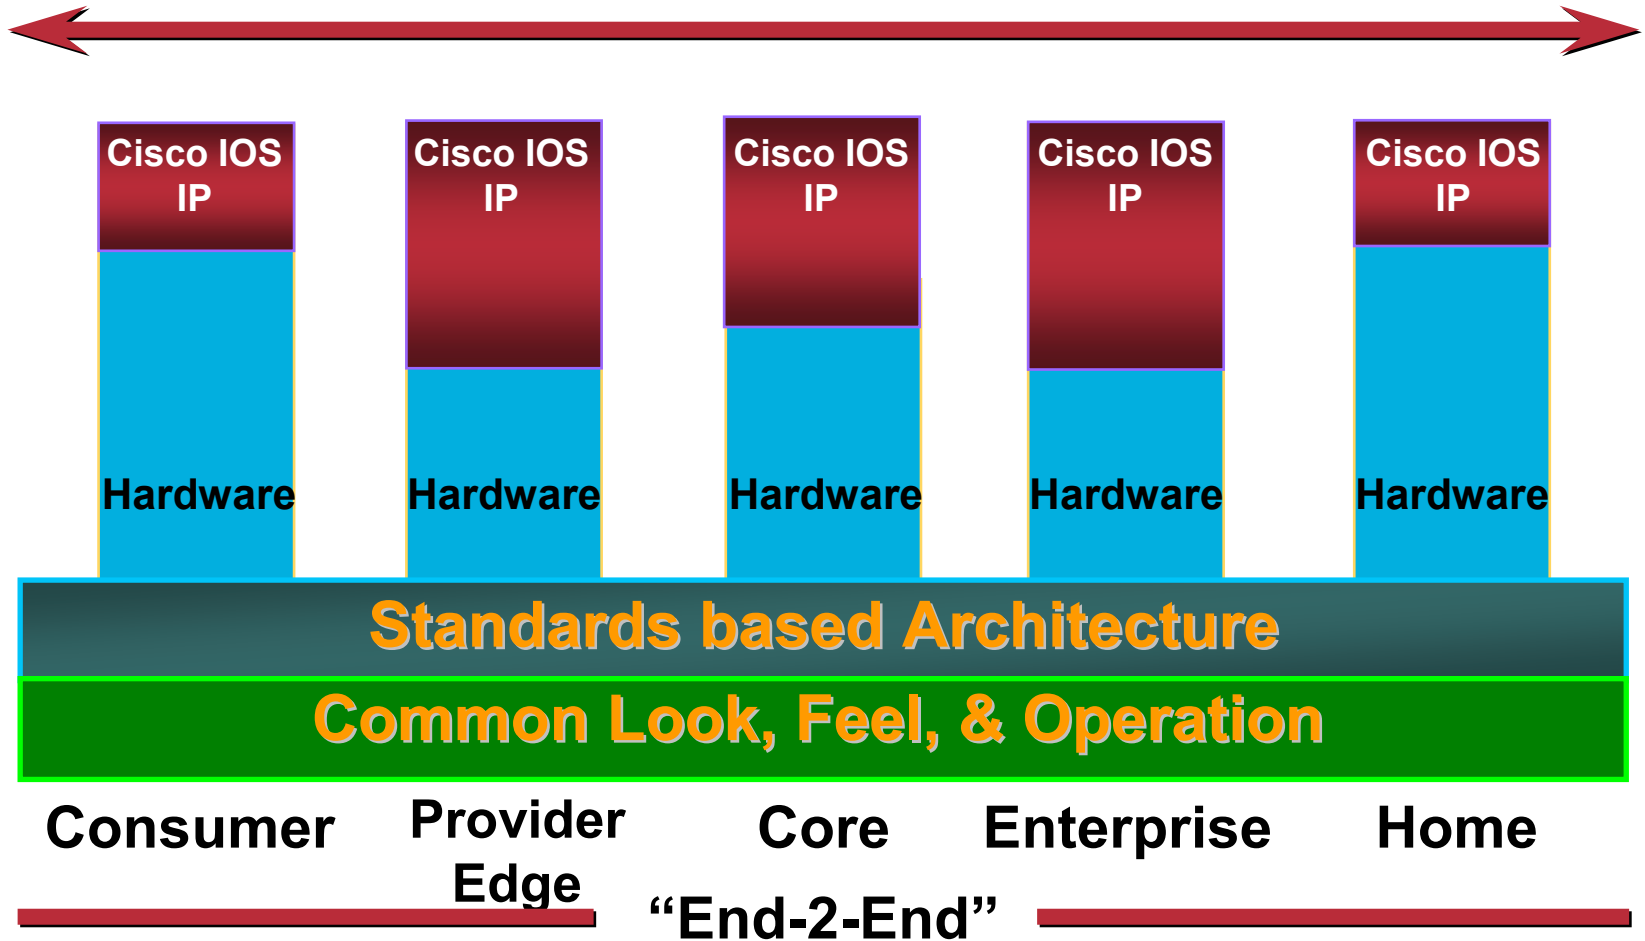 Cisco IOS
IP
Cisco IOS
IP
Cisco IOS
IP
Cisco IOS
IP
Cisco IOS
IP
Hardware
Hardware
Hardware
Hardware
Hardware
Standards based Architecture
Common Look, Feel, & Operation
Consumer
Provider
Edge
Core
Enterprise
Home
“End-2-End”